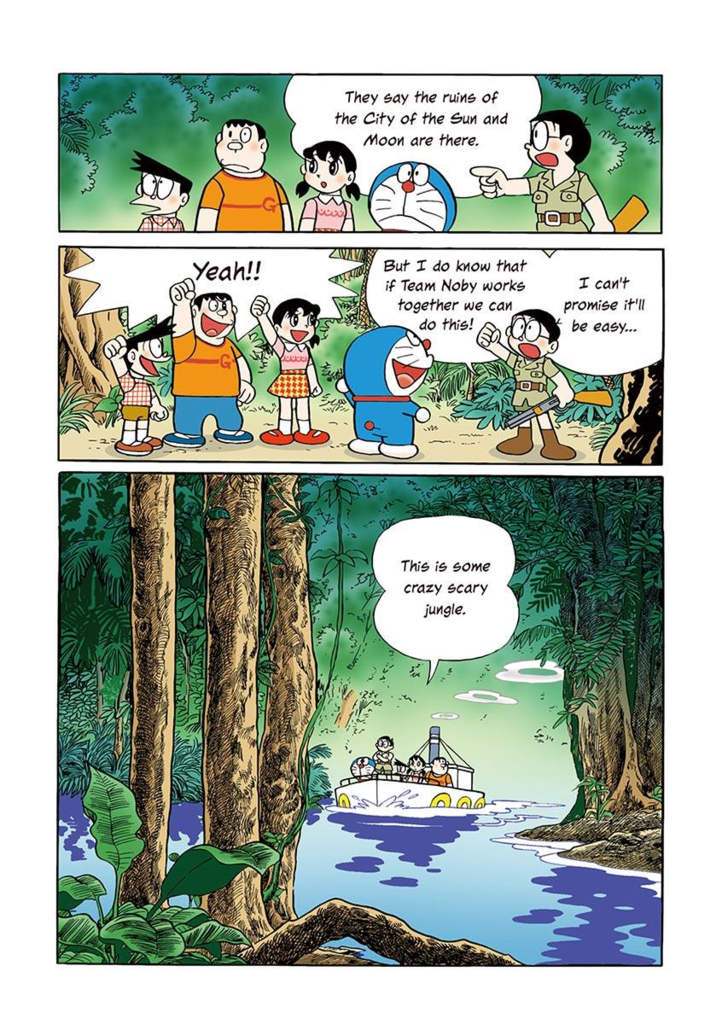 They say the ruins of
the City of the Sun and
Moon are there.
G
I can't
promise it'll
be easy...
But I do know that
if Team Noby works
together we can
do this!
Yeah!!
G
This is some
crazy scary
jungle.